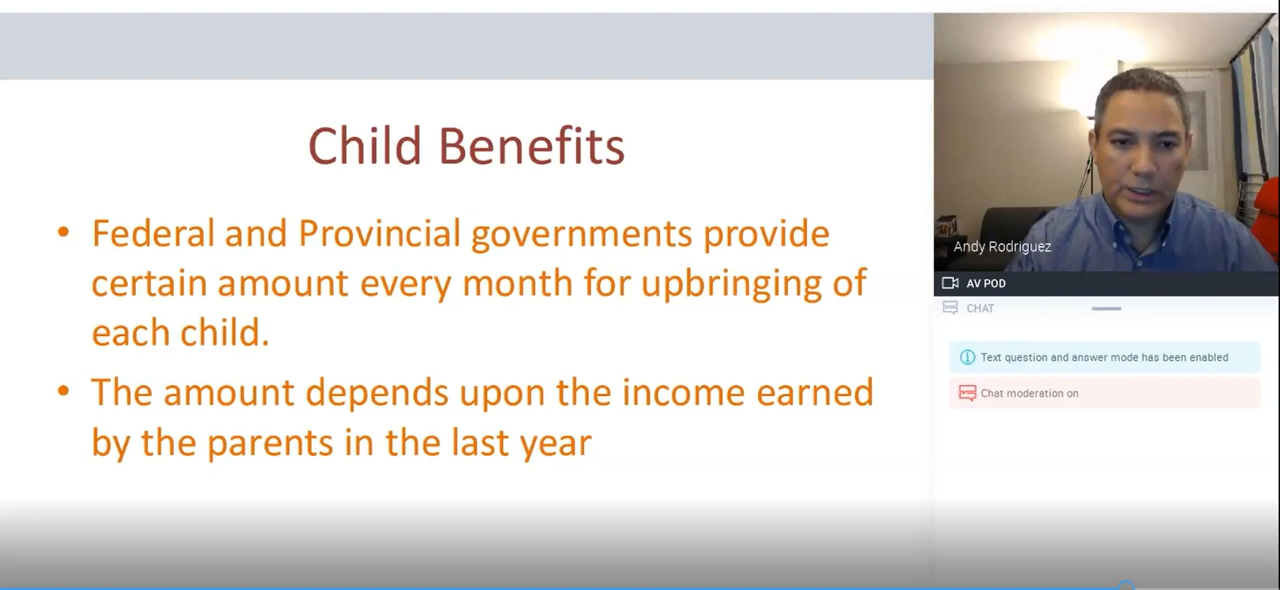 Child Benefits
• Federal and Provincial governments provide
certain amount every month for upbringing of
each child.
• The amount depends upon the income earned
by the parents in the last year
Andy Rodriguez
AV POD
CHAT
Text question and answer mode has been enabled
Chat moderation on